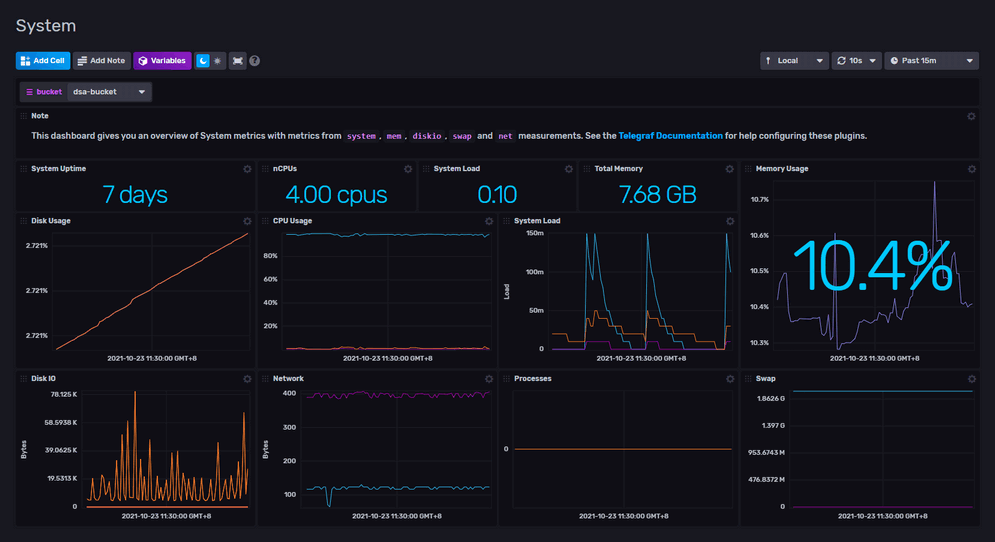 System
Add Cell Add Note Variables ? Local 10s Past 15m
bucket dsa-bucket
Note
This dashboard gives you an overview of System metrics with metrics from system, mem, diskio, swap and net measurements. See the Telegraf Documentation for help configuring these plugins.
System Uptime nCPUs System Load Total Memory Memory Usage
7 days 4.00 cpus 0.10 7.68 GB 10.4%
10.7%
10.6%
10.5%
10.4%
10.3%
2021-10-23 11:30:00 GMT+8
Disk Usage
2.721%
2.721%
2.721%
2021-10-23 11:30:00 GMT+8
CPU Usage
80%
60%
40%
20%
2021-10-23 11:30:00 GMT+8
System Load
150m
100m
50m
0
Load
2021-10-23 11:30:00 GMT+8
Disk IO
78.125 K
58.5938 K
39.0625 K
19.5313 K
0
Bytes
2021-10-23 11:30:00 GMT+8
Network
400
300
200
100
Bytes
2021-10-23 11:30:00 GMT+8
Processes
0
2021-10-23 11:30:00 GMT+8
Swap
1.8626 G
1.397 G
953.6743 M
476.8372 M
0
2021-10-23 11:30:00 GMT+8